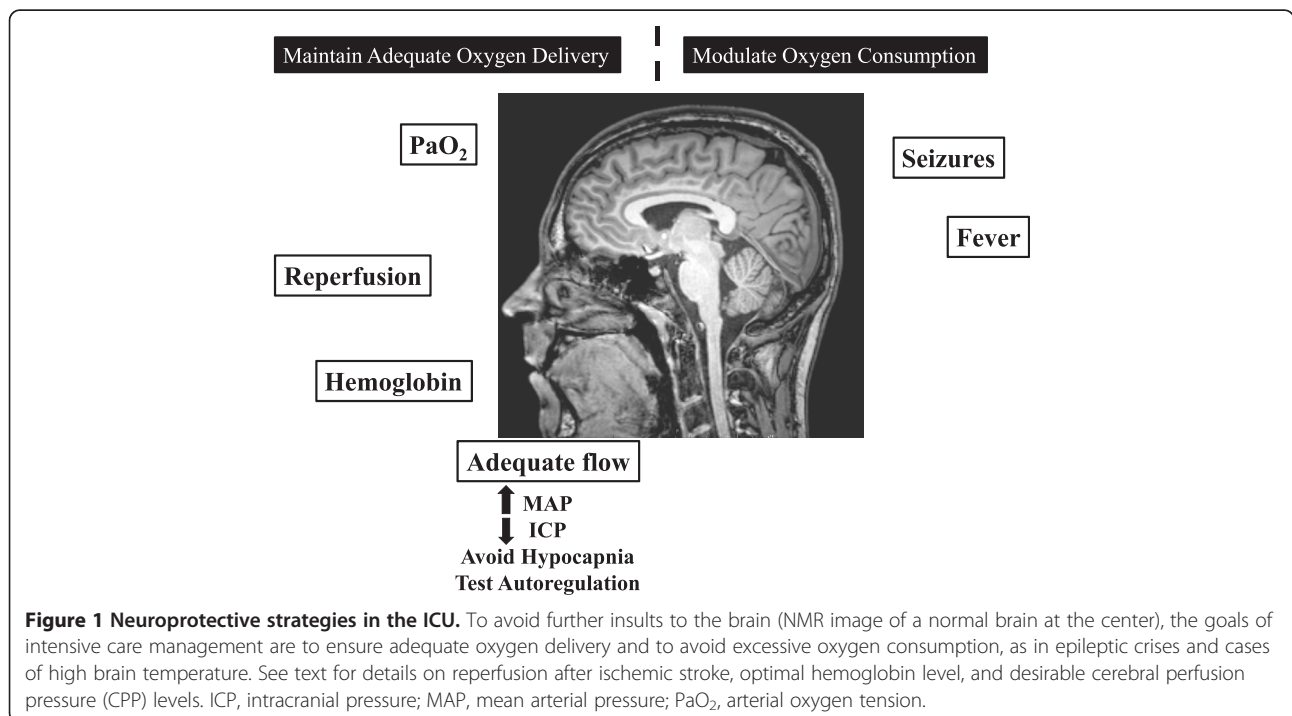 Maintain Adequate Oxygen Delivery
Modulate Oxygen Consumption
PaO₂
Seizures
Fever
Reperfusion
Hemoglobin
Adequate flow
MAP
ICP
Avoid Hypocapnia
Test Autoregulation
Figure 1 Neuroprotective strategies in the ICU. To avoid further insults to the brain (NMR image of a normal brain at the center), the goals of
intensive care management are to ensure adequate oxygen delivery and to avoid excessive oxygen consumption, as in epileptic crises and cases
of high brain temperature. See text for details on reperfusion after ischemic stroke, optimal hemoglobin level, and desirable cerebral perfusion
pressure (CPP) levels. ICP, intracranial pressure; MAP, mean arterial pressure; PaO₂, arterial oxygen tension.